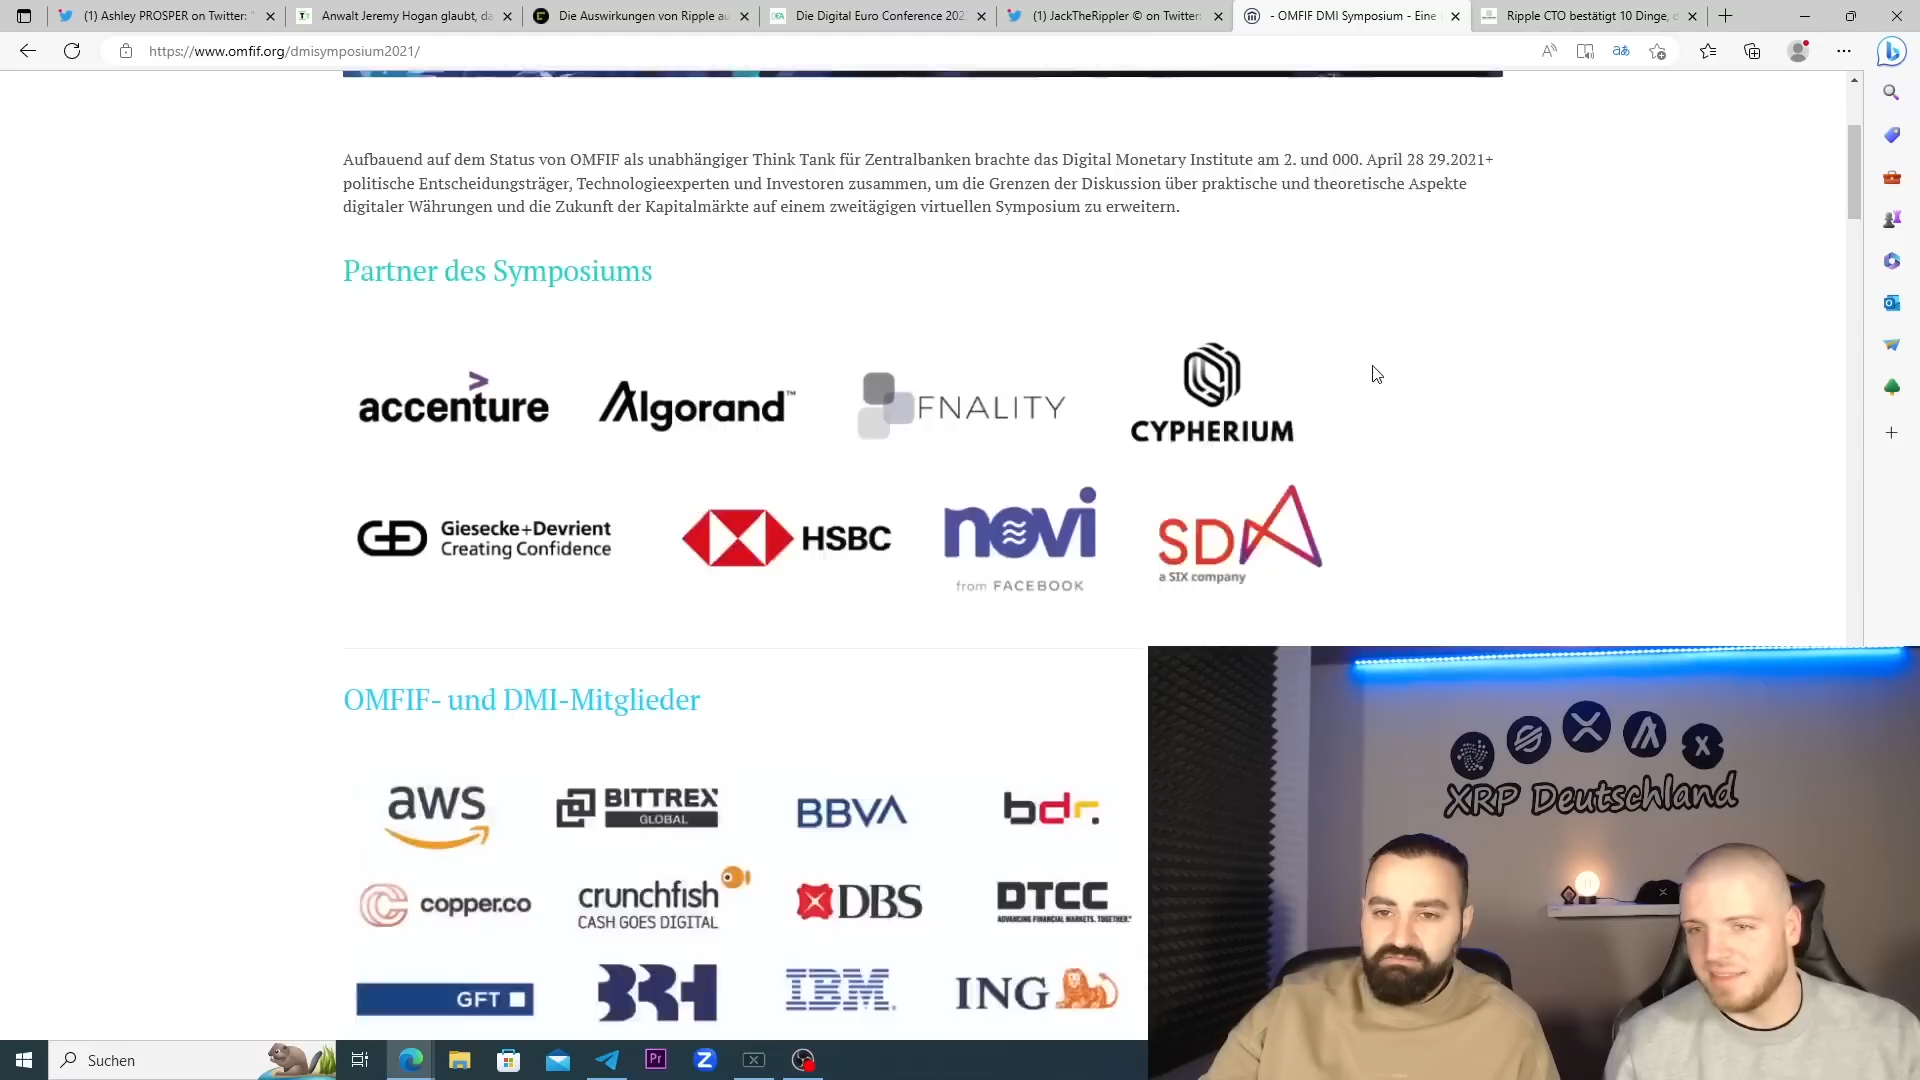 (1) Ashley PROSPER on Twitter: "
Anwalt Jeremy Hogan glaubt, da
Die Auswirkungen von Ripple au
Die Digital Euro Conference 202
(1) JackTheRippler © on Twitter:
- OMFIF DMI Symposium - Eine
Ripple CTO bestätigt 10 Dinge, d
https://www.omfif.org/dmisymposium2021/
Aufbauend auf dem Status von OMFIF als unabhängiger Think Tank für Zentralbanken brachte das Digital Monetary Institute am 2. und 000. April 28 29.2021+
politische Entscheidungsträger, Technologieexperten und Investoren zusammen, um die Grenzen der Diskussion über praktische und theoretische Aspekte
digitaler Währungen und die Zukunft der Kapitalmärkte auf einem zweitägigen virtuellen Symposium zu erweitern.
Partner des Symposiums
accenture
Algorand™
FNALITY
CYPHERIUM
Giesecke+Devrient
Creating Confidence
HSBC
novi
from FACEBOOK
SDX
a SIX company
OMFIF- und DMI-Mitglieder
aws
BITTREX
GLOBAL
BBVA
bdr.
copper.co
crunchfish
CASH GOES DIGITAL
DBS
DTCC
ADVANCING FINANCIAL MARKETS. TOGETHER.™
GFT
IBM
ING
XRP Deutschland
Suchen
Pr